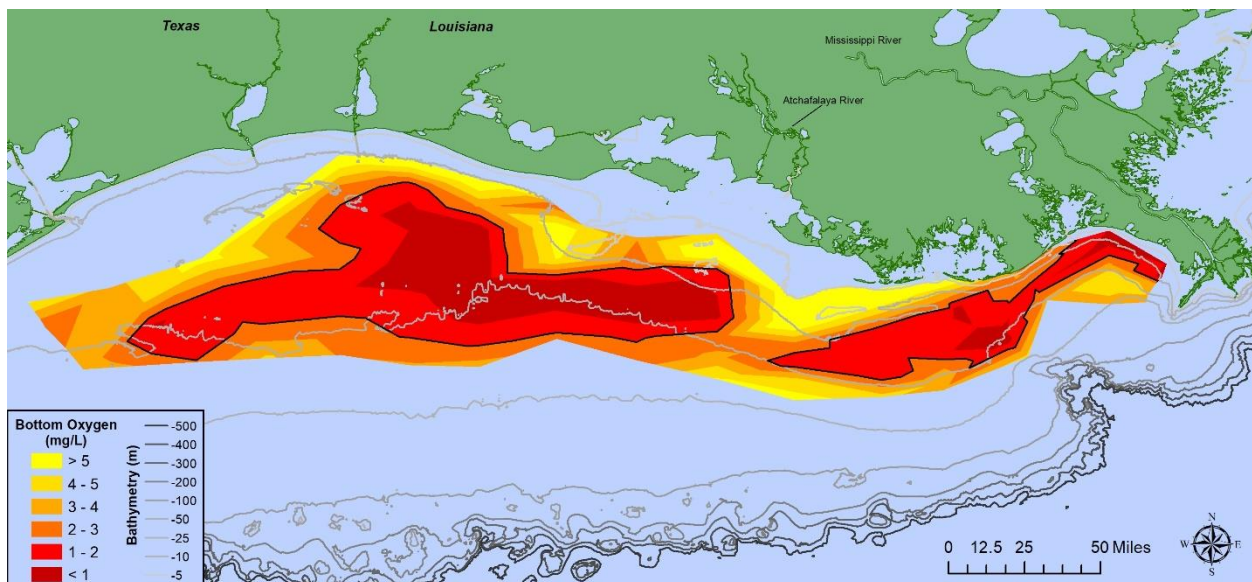 Texas
Louisiana
Mississippi River
Atchafalaya River
Bottom Oxygen
(mg/L)
> 5
4 - 5
3 - 4
2 - 3
1 - 2
< 1
Bathymetry (m)
-500
-400
-300
-200
-100
-50
-25
-10
-5
0 12.5 25 50 Miles
N
W E
S